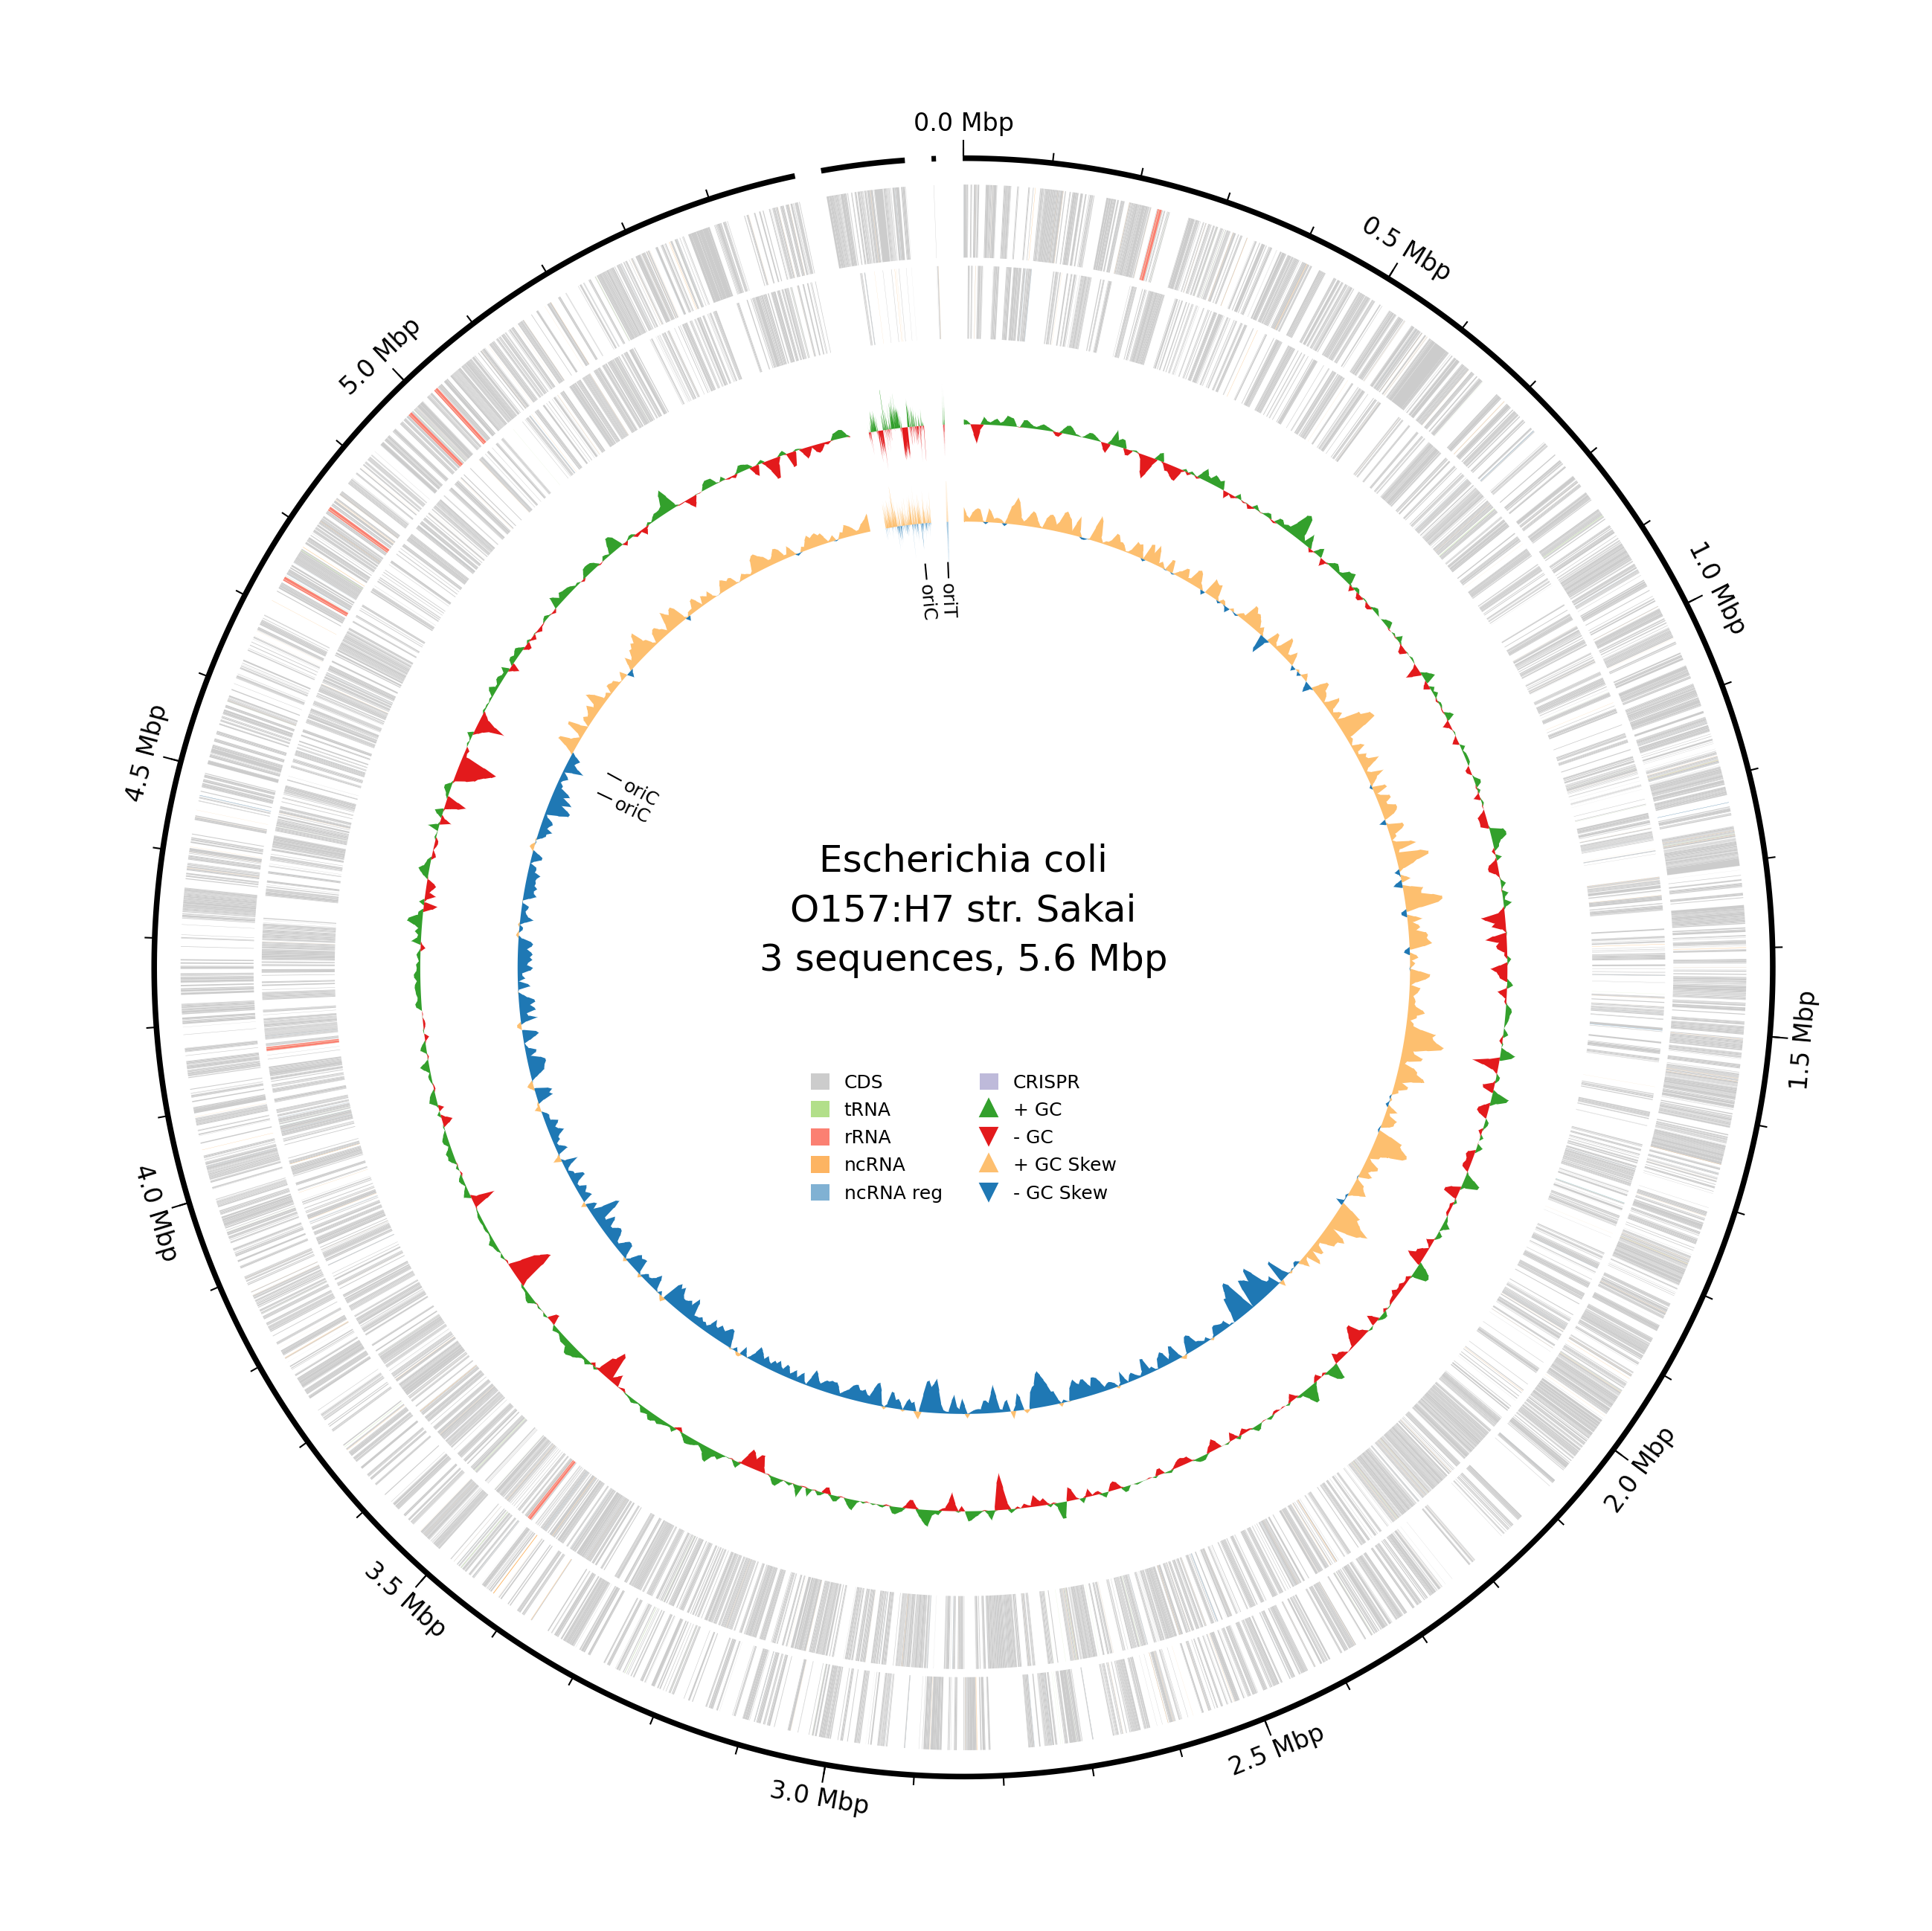 0.0 Mbp
0.5 Mbp
1.0 Mbp
1.5 Mbp
2.0 Mbp
2.5 Mbp
3.0 Mbp
3.5 Mbp
4.0 Mbp
4.5 Mbp
5.0 Mbp
oriC
oriT
oriC
oriC
Escherichia coli
O157:H7 str. Sakai
3 sequences, 5.6 Mbp
CDS
tRNA
rRNA
ncRNA
ncRNA reg
CRISPR
+ GC
- GC
+ GC Skew
- GC Skew